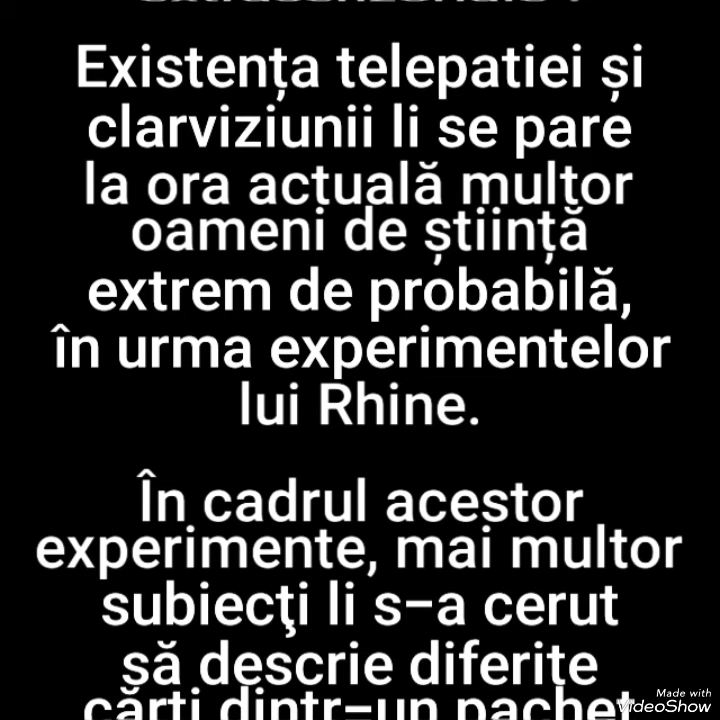 Existența telepatiei și
clarviziunii li se pare
la ora actuală multor
oameni de știință
extrem de probabilă,
în urma experimentelor
lui Rhine.
În cadrul acestor
experimente, mai multor
subiecţi li s–a cerut
să descrie diferite
cărți dintr–un pachet
Made with
VideoShow